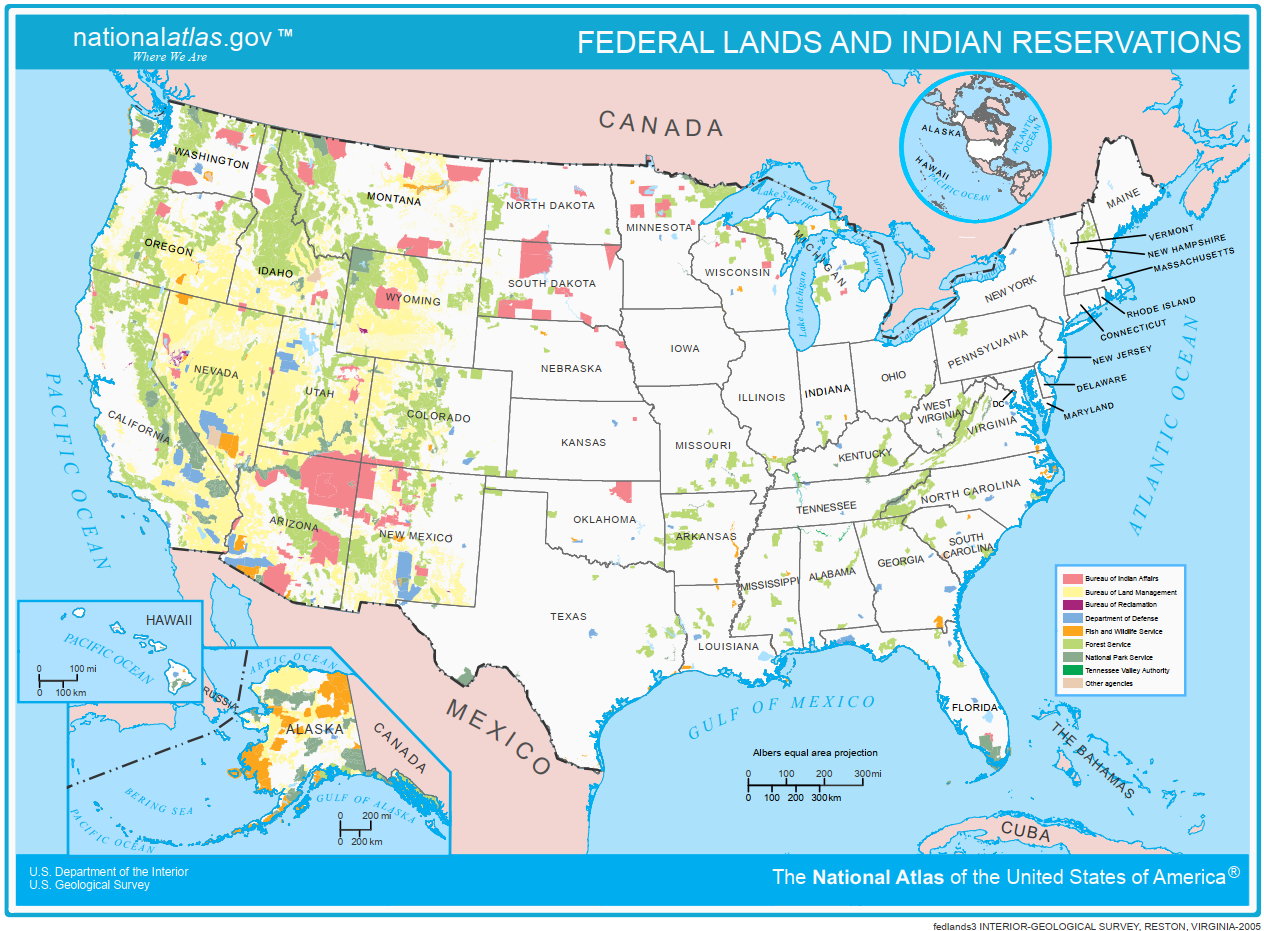 nationalatlas.gov ™
Where We Are
FEDERAL LANDS AND INDIAN RESERVATIONS
CANADA
ALASKA
HAWAII
ATLANTIC OCEAN
PACIFIC OCEAN
WASHINGTON
OREGON
IDAHO
MONTANA
WYOMING
NORTH DAKOTA
SOUTH DAKOTA
MINNESOTA
WISCONSIN
MICHIGAN
Lake Superior
Lake Michigan
Lake Huron
Lake Erie
MAINE
VERMONT
NEW HAMPSHIRE
MASSACHUSETTS
NEW YORK
RHODE ISLAND
CONNECTICUT
NEW JERSEY
PENNSYLVANIA
DELAWARE
MARYLAND
DC
NEVADA
UTAH
CALIFORNIA
COLORADO
NEBRASKA
IOWA
ILLINOIS
INDIANA
OHIO
WEST
VIRGINIA
VIRGINIA
KANSAS
MISSOURI
KENTUCKY
ARIZONA
NEW MEXICO
OKLAHOMA
ARKANSAS
TENNESSEE
NORTH CAROLINA
SOUTH
CAROLINA
GEORGIA
ALABAMA
MISSISSIPPI
TEXAS
LOUISIANA
FLORIDA
PACIFIC OCEAN
ATLANTIC OCEAN
GULF OF MEXICO
MEXICO
THE BAHAMAS
CUBA
Bureau of Indian Affairs
Bureau of Land Management
Bureau of Reclamation
Department of Defense
Fish and Wildlife Service
Forest Service
National Park Service
Tennessee Valley Authority
Other agencies
HAWAII
PACIFIC OCEAN
0 100 mi
0 100 km
ARTIC OCEAN
RUSSIA
ALASKA
CANADA
BERING SEA
GULF OF ALASKA
PACIFIC OCEAN
0 200 mi
0 200 km
Albers equal area projection
0 100 200 300mi
0 100 200 300km
U.S. Department of the Interior
U.S. Geological Survey
The National Atlas of the United States of America®
fedlands3 INTERIOR-GEOLOGICAL SURVEY, RESTON, VIRGINIA-2005